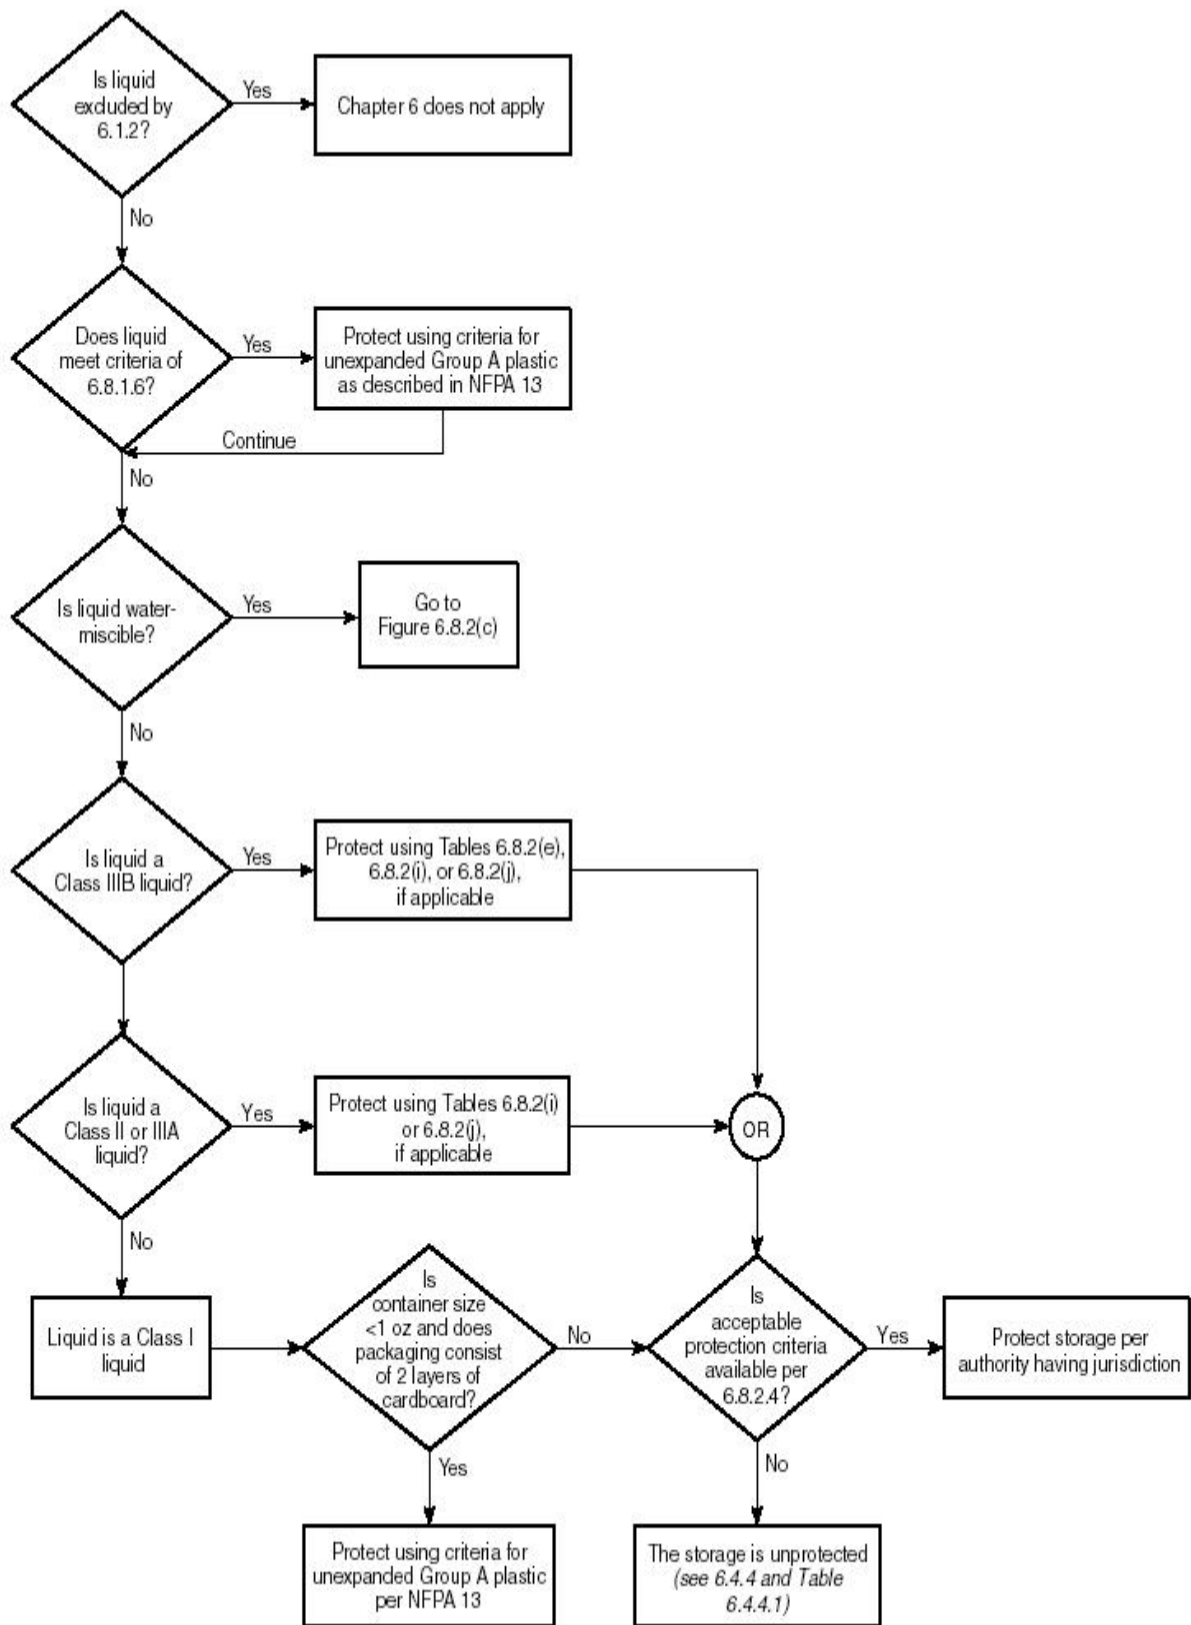 Is liquid
excluded by
6.1.2?
Yes
Chapter 6 does not apply
No
Does liquid
meet criteria of
6.8.1.6?
Yes
Protect using criteria for
unexpanded Group A plastic
as described in NFPA 13
Continue
No
Is liquid water-
miscible?
Yes
Go to
Figure 6.8.2(c)
No
Is liquid a
Class IIIB liquid?
Yes
Protect using Tables 6.8.2(e),
6.8.2(i), or 6.8.2(j),
if applicable
Is liquid a
Class II or IIIA
liquid?
Yes
Protect using Tables 6.8.2(i)
or 6.8.2(j),
if applicable
OR
No
Liquid is a Class I
liquid
Is
container size
<1 oz and does
packaging consist
of 2 layers of
cardboard?
No
Is
acceptable
protection criteria
available per
6.8.2.4?
Yes
Protect storage per
authority having jurisdiction
Yes
No
Protect using criteria for
unexpanded Group A plastic
per NFPA 13
The storage is unprotected
(see 6.4.4 and Table
6.4.4.1)